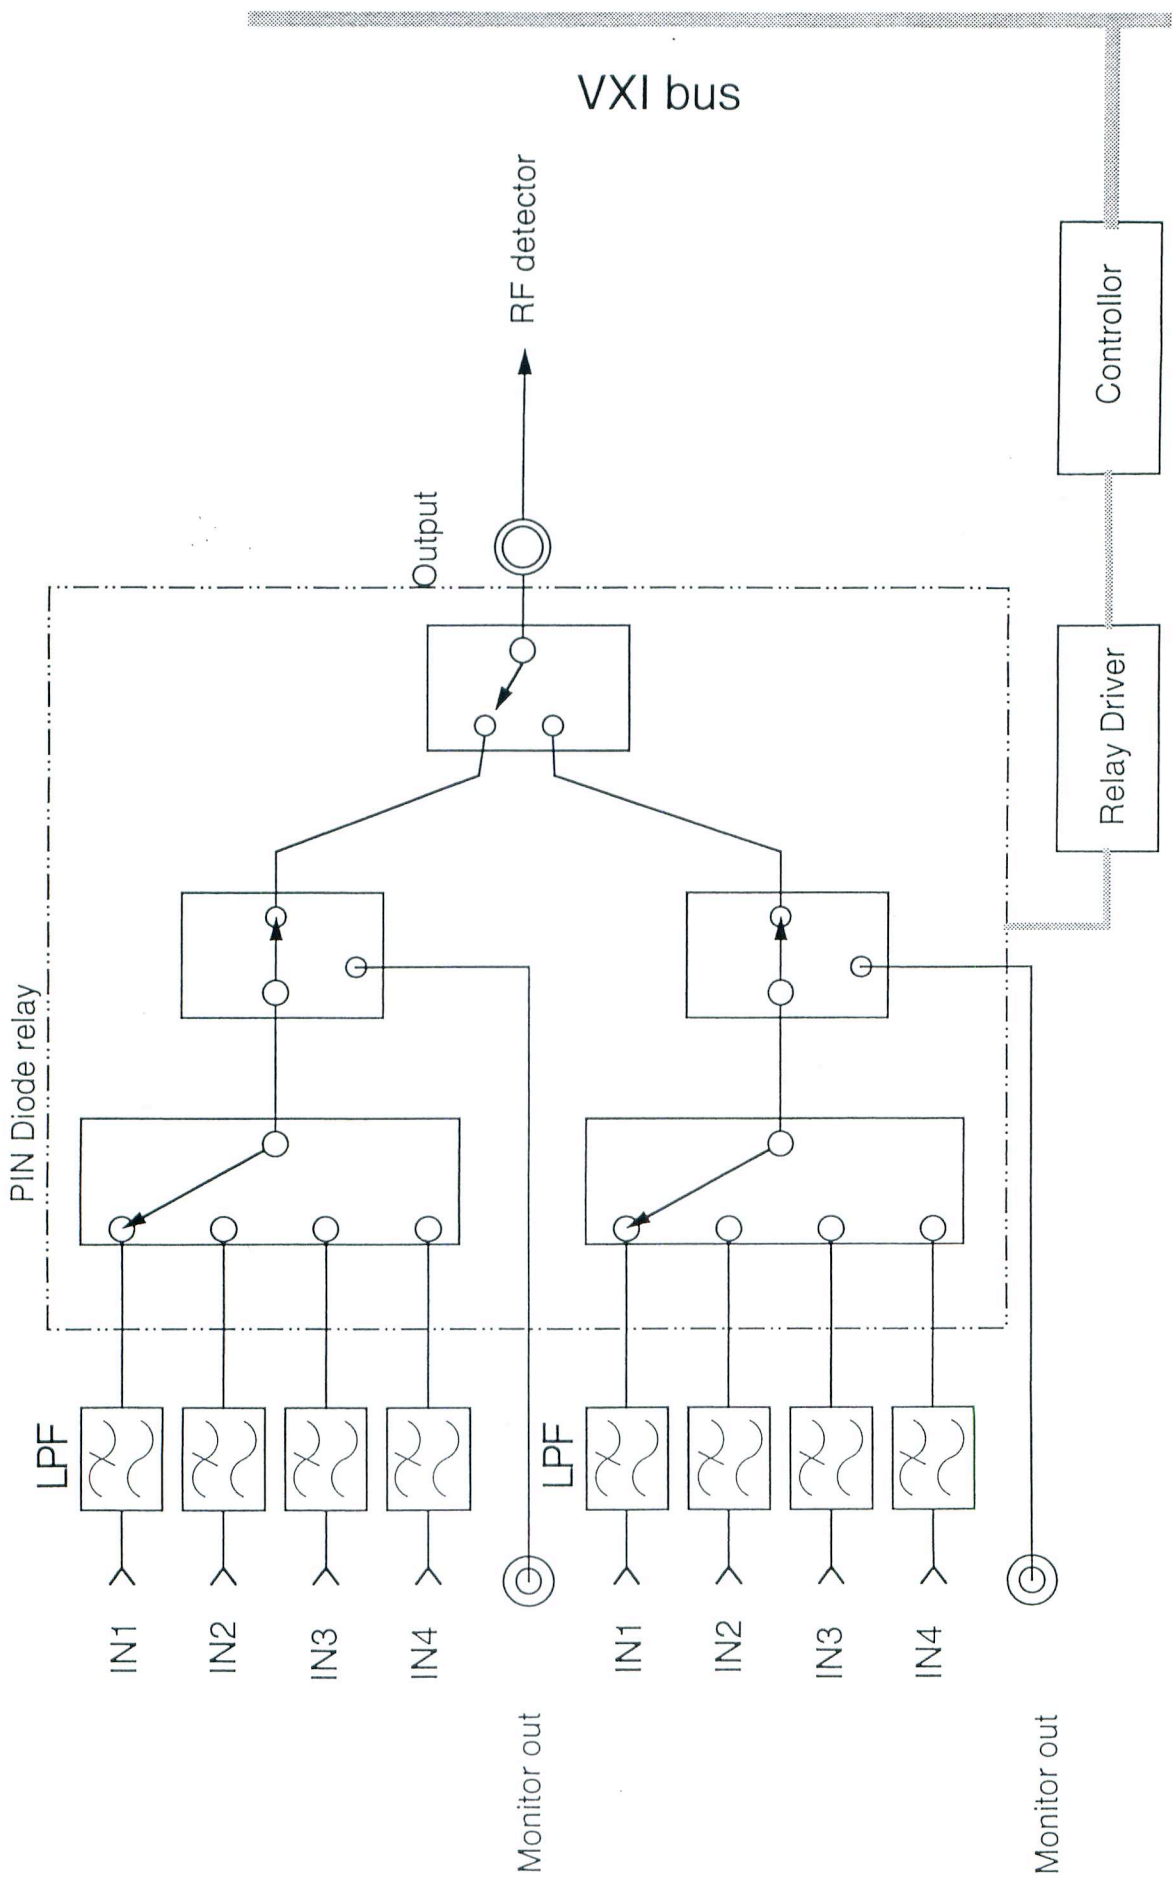 PIN Diode relay
LPF
IN1
IN2
IN3
IN4
Monitor out
LPF
IN1
IN2
IN3
IN4
Monitor out
Output
RF detector
VXI bus
Relay Driver
Controllor